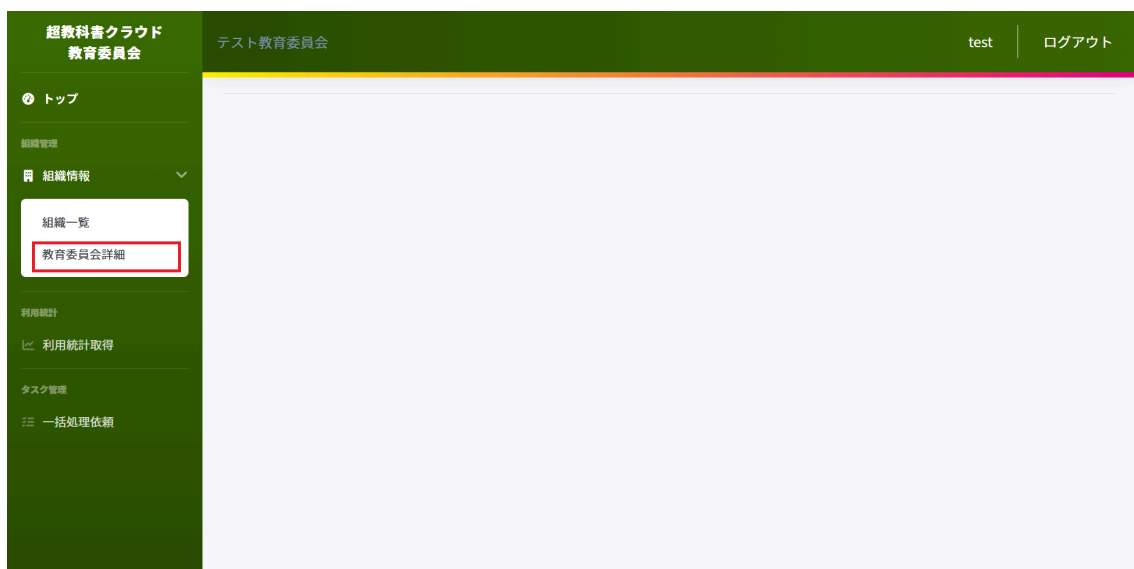 超教科書クラウド
教育委員会
テスト教育委員会
test
ログアウト
トップ
組織管理
組織情報
組織一覧
教育委員会詳細
利用統計
利用統計取得
タスク管理
一括処理依頼